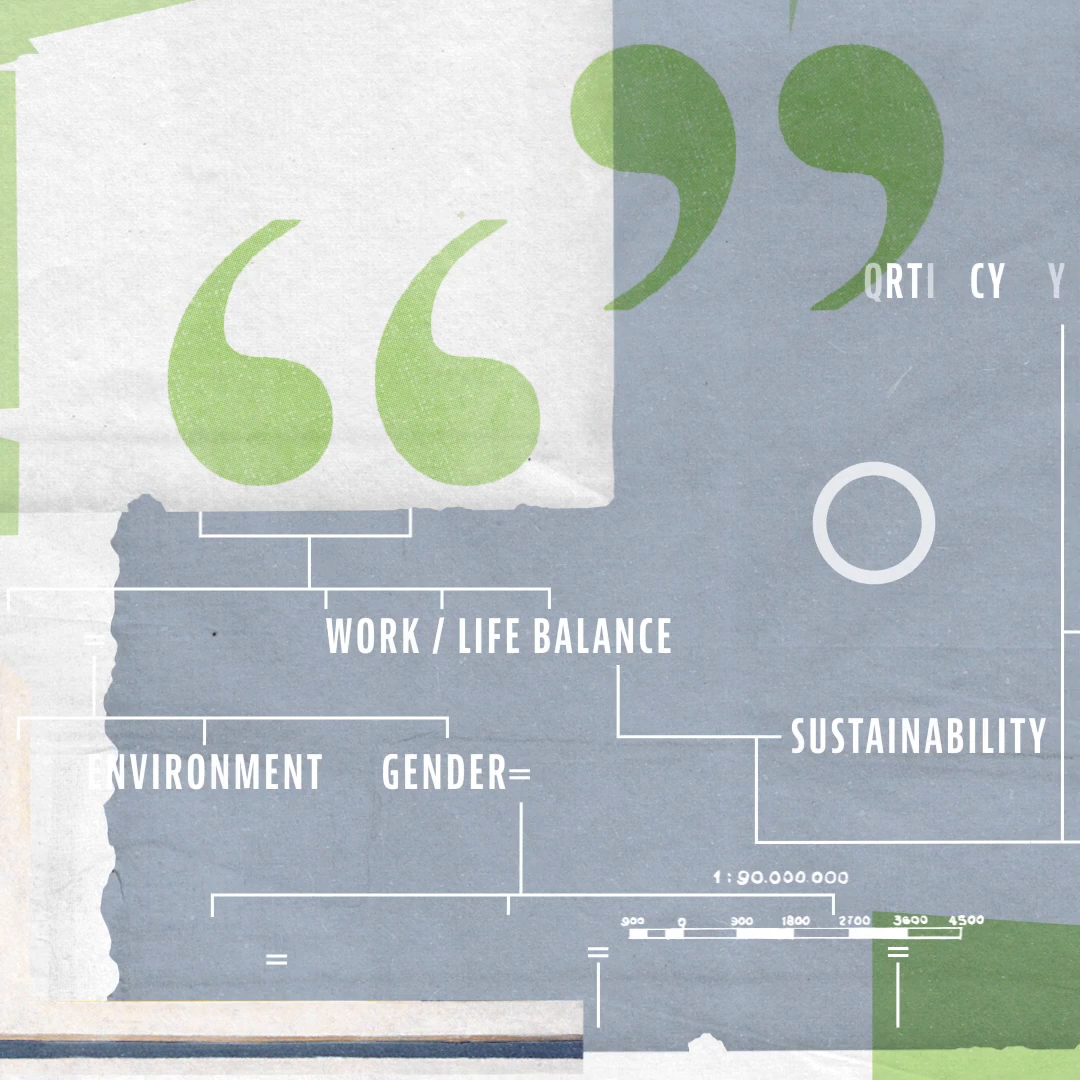 QRTI CY Y
WORK / LIFE BALANCE
SUSTAINABILITY
ENVIRONMENT GENDER=
1:90.000.000
900 0 900 1800 2700 3600 4500
= = =